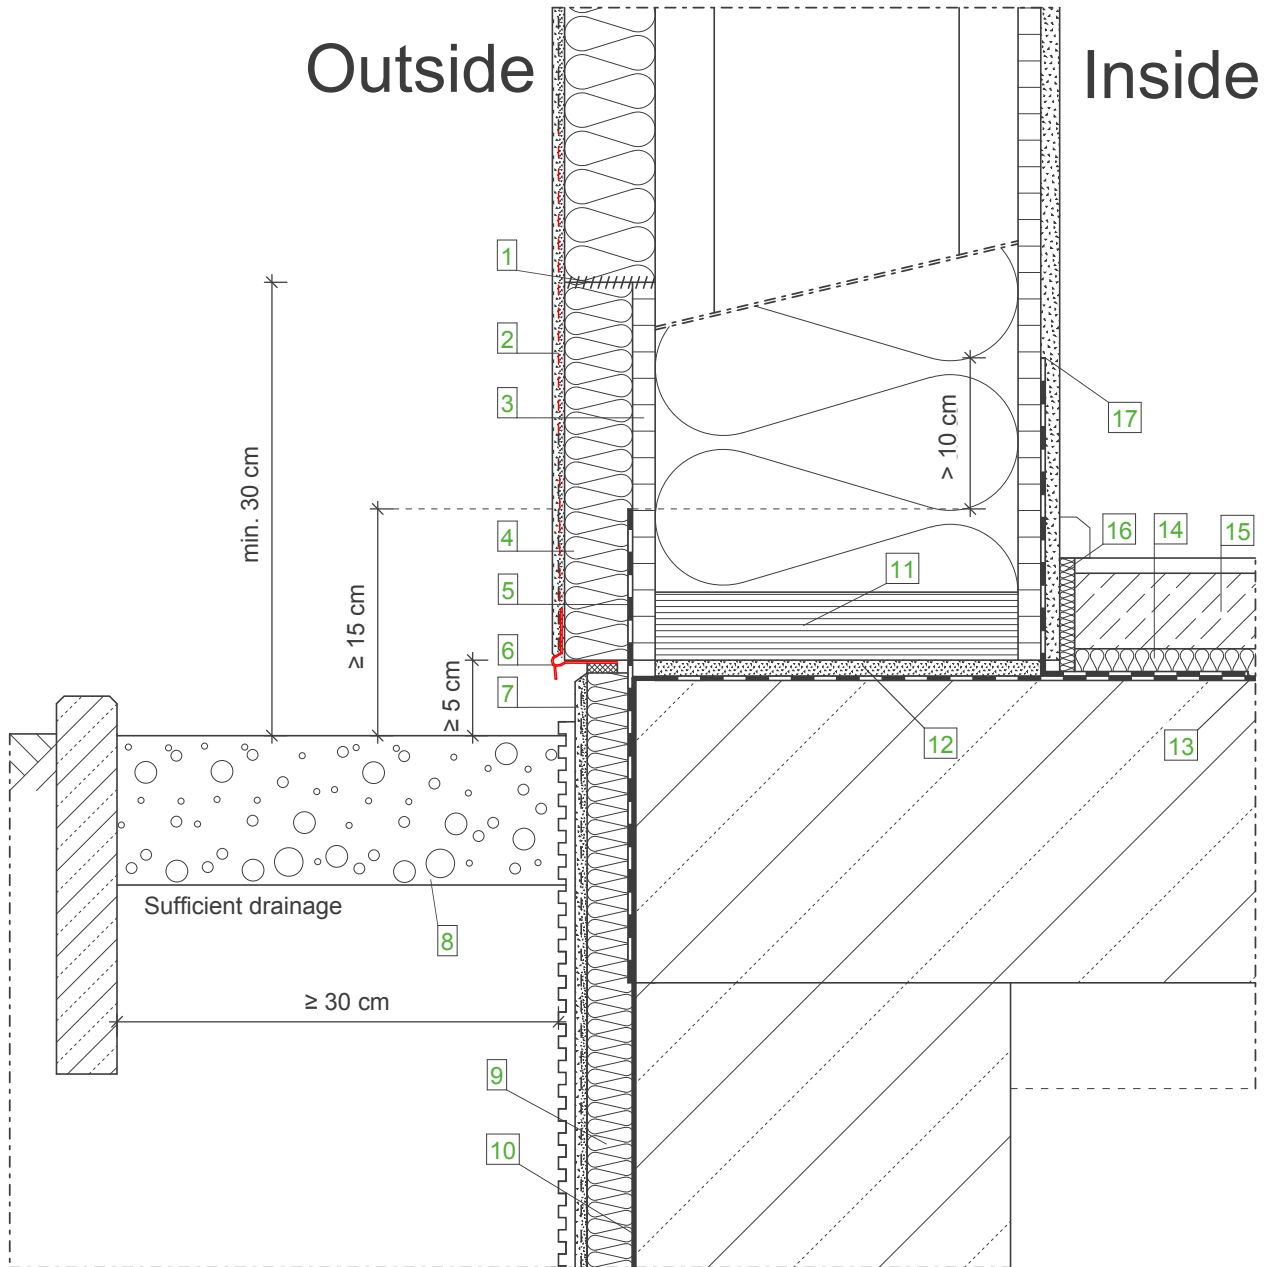 Outside
Inside
1
2
3
4
5
6
7
min. 30 cm
≥ 15 cm
≥ 5 cm
> 10 cm
17
16
14
15
11
12
13
Sufficient drainage
8
≥ 30 cm
9
10